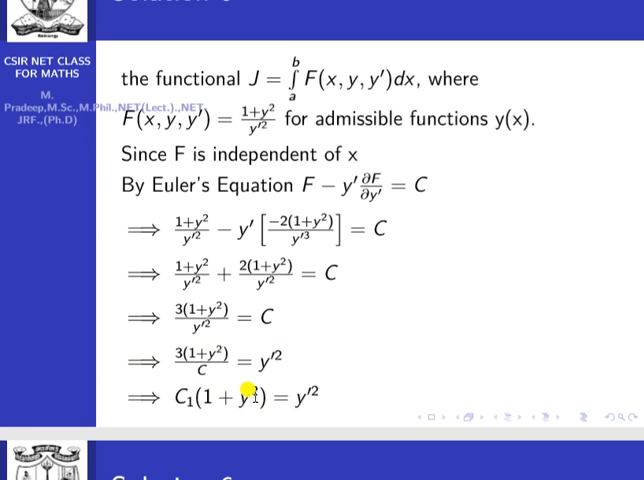 CSIR NET CLASS
FOR MATHS
M.
Pradeep,M.Sc.,M.Phil.,NET(Lect.).,NET
JRF.,(Ph.D)
the functional J = ∫ₐᵇ F(x, y, y′)dx, where
F(x, y, y′) = (1+y²)/y′² for admissible functions y(x).
Since F is independent of x
By Euler's Equation F − y′ ∂F/∂y′ = C
⟹ (1+y²)/y′² − y′ [−2(1+y²)/y′³] = C
⟹ (1+y²)/y′² + 2(1+y²)/y′² = C
⟹ 3(1+y²)/y′² = C
⟹ 3(1+y²)/C = y′²
⟹ C₁(1 + y²) = y′²